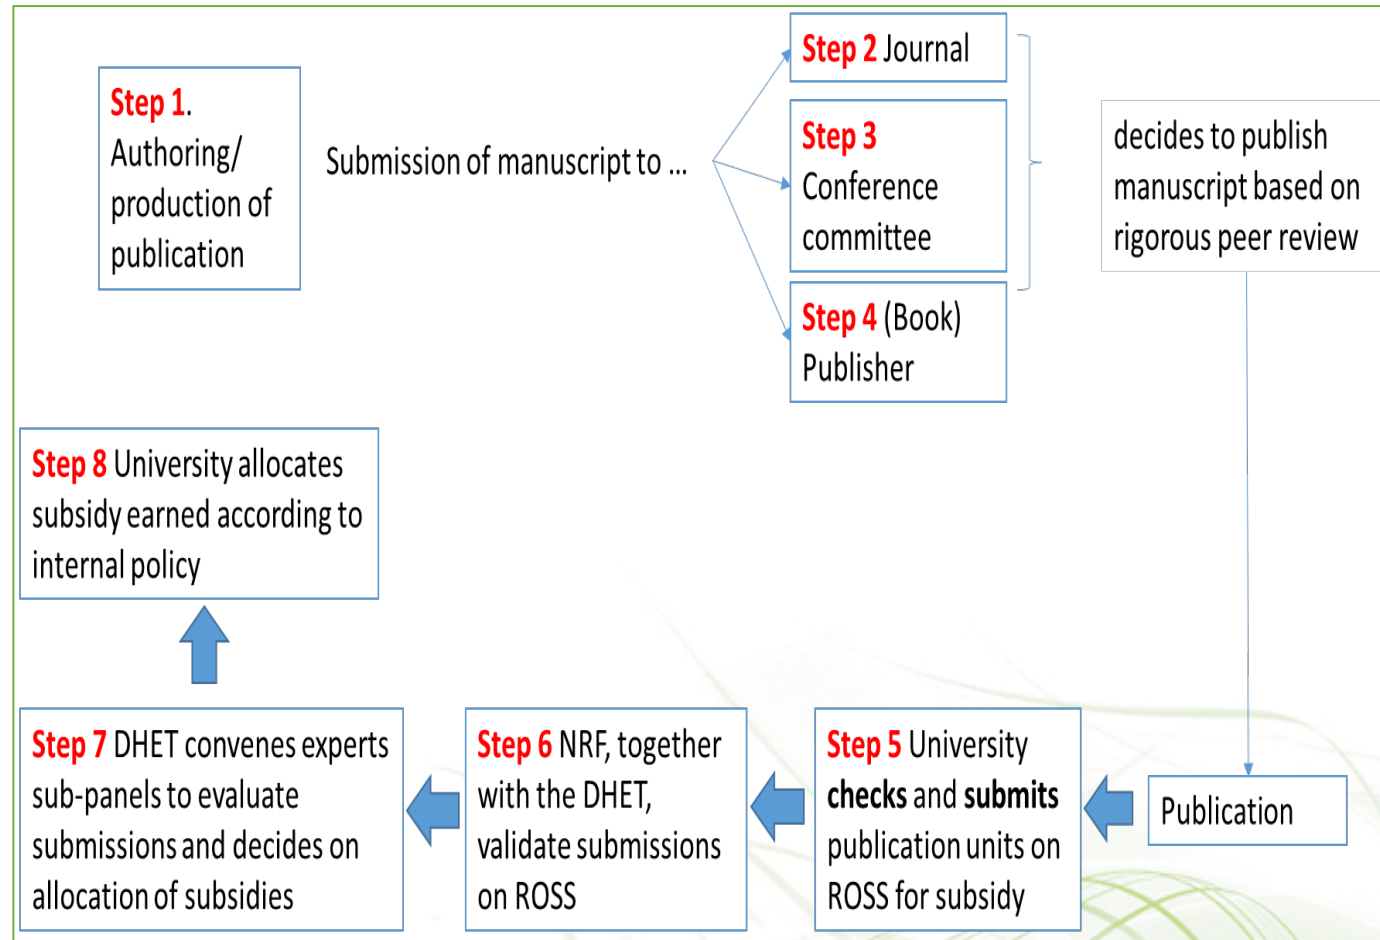 Step 1.
Authoring/
production of
publication
Submission of manuscript to ...
Step 2 Journal
Step 3
Conference
committee
Step 4 (Book)
Publisher
decides to publish
manuscript based on
rigorous peer review
Publication
Step 5 University
checks and submits
publication units on
ROSS for subsidy
Step 6 NRF, together
with the DHET,
validate submissions
on ROSS
Step 7 DHET convenes experts
sub-panels to evaluate
submissions and decides on
allocation of subsidies
Step 8 University allocates
subsidy earned according to
internal policy